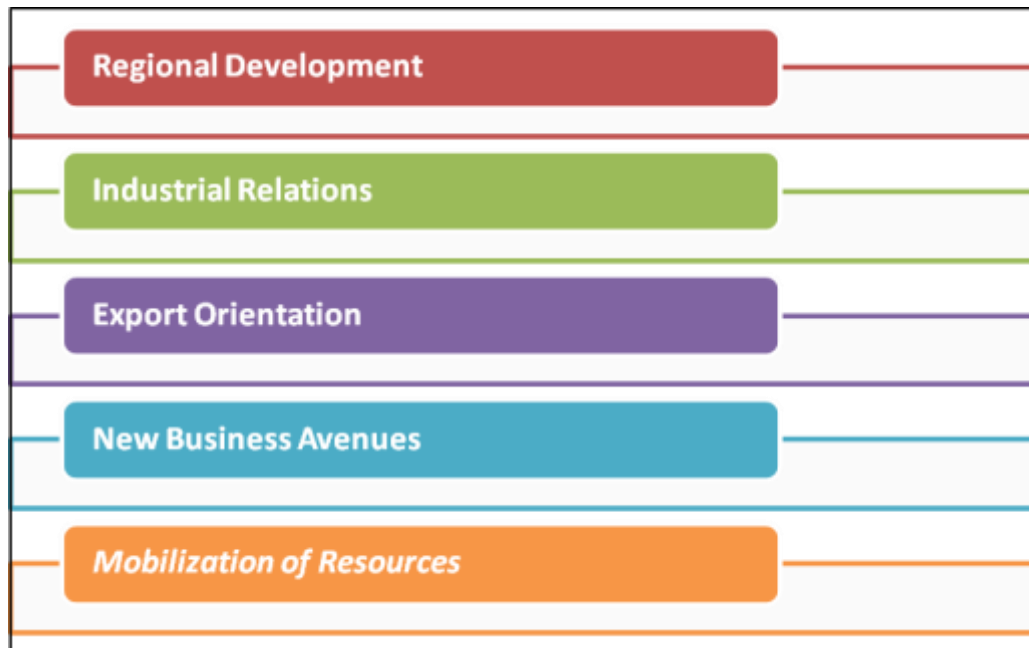 Regional Development
Industrial Relations
Export Orientation
New Business Avenues
Mobilization of Resources